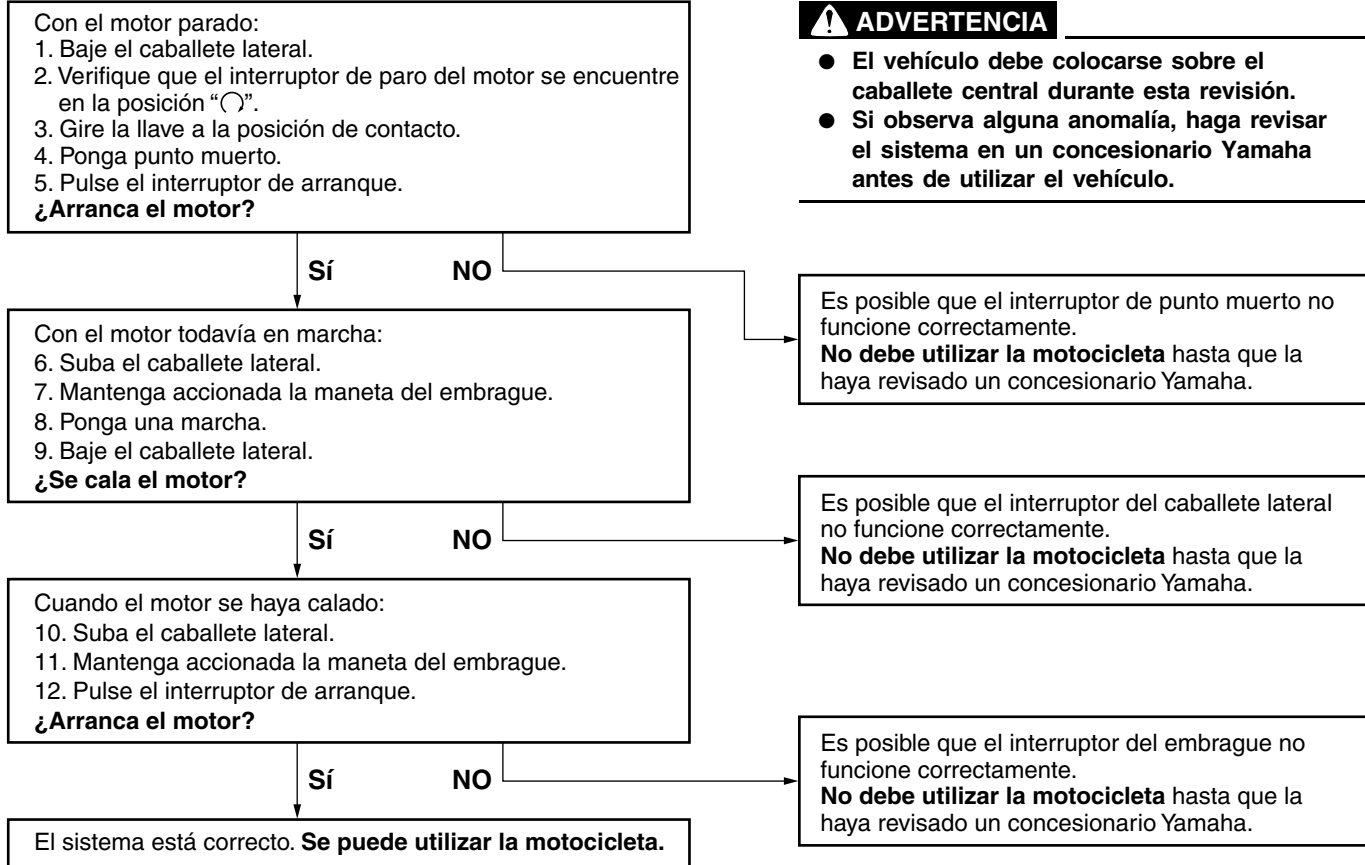 Con el motor parado:
1. Baje el caballete lateral.
2. Verifique que el interruptor de paro del motor se encuentre
en la posición “ ”.
3. Gire la llave a la posición de contacto.
4. Ponga punto muerto.
5. Pulse el interruptor de arranque.
¿Arranca el motor?
ADVERTENCIA
● El vehículo debe colocarse sobre el
caballete central durante esta revisión.
● Si observa alguna anomalía, haga revisar
el sistema en un concesionario Yamaha
antes de utilizar el vehículo.
Sí NO
Es posible que el interruptor de punto muerto no
funcione correctamente.
No debe utilizar la motocicleta hasta que la
haya revisado un concesionario Yamaha.
Con el motor todavía en marcha:
6. Suba el caballete lateral.
7. Mantenga accionada la maneta del embrague.
8. Ponga una marcha.
9. Baje el caballete lateral.
¿Se cala el motor?
Sí NO
Es posible que el interruptor del caballete lateral
no funcione correctamente.
No debe utilizar la motocicleta hasta que la
haya revisado un concesionario Yamaha.
Cuando el motor se haya calado:
10. Suba el caballete lateral.
11. Mantenga accionada la maneta del embrague.
12. Pulse el interruptor de arranque.
¿Arranca el motor?
Sí NO
Es posible que el interruptor del embrague no
funcione correctamente.
No debe utilizar la motocicleta hasta que la
haya revisado un concesionario Yamaha.
El sistema está correcto. Se puede utilizar la motocicleta.